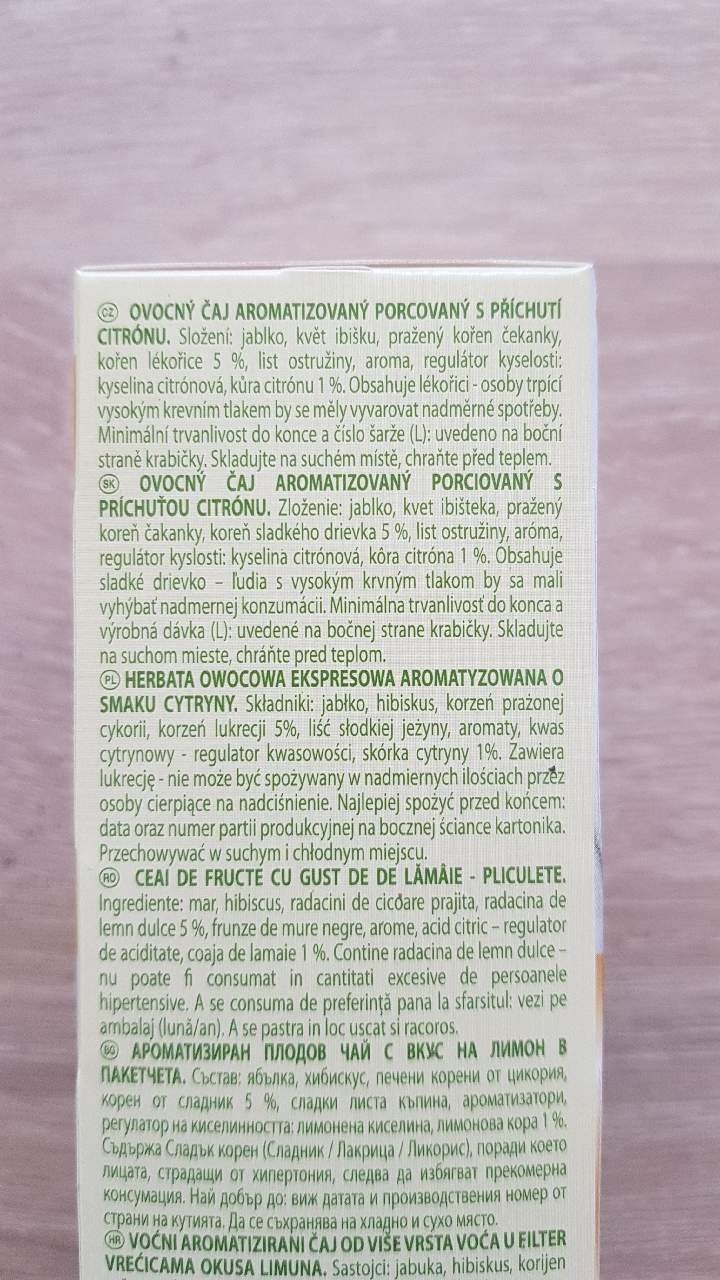 CZ OVOCNÝ ČAJ AROMATIZOVANÝ PORCOVANÝ S PŘÍCHUTÍ
CITRÓNU. Složení: jablko, květ ibišku, pražený kořen čekanky,
kořen lékořice 5 %, list ostružiny, aroma, regulátor kyselosti:
kyselina citrónová, kůra citrónu 1 %. Obsahuje lékořici - osoby trpící
vysokým krevním tlakem by se měly vyvarovat nadměrné spotřeby.
Minimální trvanlivost do konce a číslo šarže (L): uvedeno na boční
straně krabičky. Skladujte na suchém místě, chraňte před teplem.
SK OVOCNÝ ČAJ AROMATIZOVANÝ PORCIOVANÝ S
PRÍCHUŤOU CITRÓNU. Zloženie: jablko, kvet ibišteka, pražený
koreň čakanky, koreň sladkého drievka 5 %, list ostružiny, aróma,
regulátor kyslosti: kyselina citrónová, kôra citróna 1 %. Obsahuje
sladké drievko – ľudia s vysokým krvným tlakom by sa mali
vyhýbať nadmernej konzumácii. Minimálna trvanlivosť do konca a
výrobná dávka (L): uvedené na bočnej strane krabičky. Skladujte
na suchom mieste, chráňte pred teplom.
PL HERBATA OWOCOWA EKSPRESOWA AROMATYZOWANA O
SMAKU CYTRYNY. Składniki: jabłko, hibiskus, korzeń prażonej
cykorii, korzeń lukrecji 5%, liść słodkiej jeżyny, aromaty, kwas
cytrynowy - regulator kwasowości, skórka cytryny 1%. Zawiera
lukrecję - nie może być spożywany w nadmiernych ilościach przez
osoby cierpiące na nadciśnienie. Najlepiej spożyć przed końcem:
data oraz numer partii produkcyjnej na bocznej ściance kartonika.
Przechowywać w suchym i chłodnym miejscu.
RO CEAI DE FRUCTE CU GUST DE DE LĂMÂIE - PLICULETE.
Ingrediente: mar, hibiscus, radacini de cicoare prajita, radacina de
lemn dulce 5 %, frunze de mure negre, arome, acid citric – regulator
de aciditate, coaja de lamaie 1 %. Contine radacina de lemn dulce –
nu poate fi consumat in cantitati excesive de persoanele
hipertensive. A se consuma de preferinţă pana la sfarsitul: vezi pe
ambalaj (lună/an). A se pastra in loc uscat si racoros.
BG АРОМАТИЗИРАН ПЛОДОВ ЧАЙ С ВКУС НА ЛИМОН В
ПАКЕТЧЕТА. Състав: ябълка, хибискус, печени корени от цикория,
корен от сладник 5 %, сладки листа къпина, ароматизатори,
регулатор на киселинността: лимонена киселина, лимонова кора 1 %.
Съдържа Сладък корен (Сладник / Лакрица / Ликорис), поради което
лицата, страдащи от хипертония, следва да избягват прекомерна
консумация. Най добър до: виж датата и производствения номер от
страни на кутията. Да се съхранява на хладно и сухо място.
HR VOĆNI AROMATIZIRANI ČAJ OD VIŠE VRSTA VOĆA U FILTER
VREĆICAMA OKUSA LIMUNA. Sastojci: jabuka, hibiskus, korijen